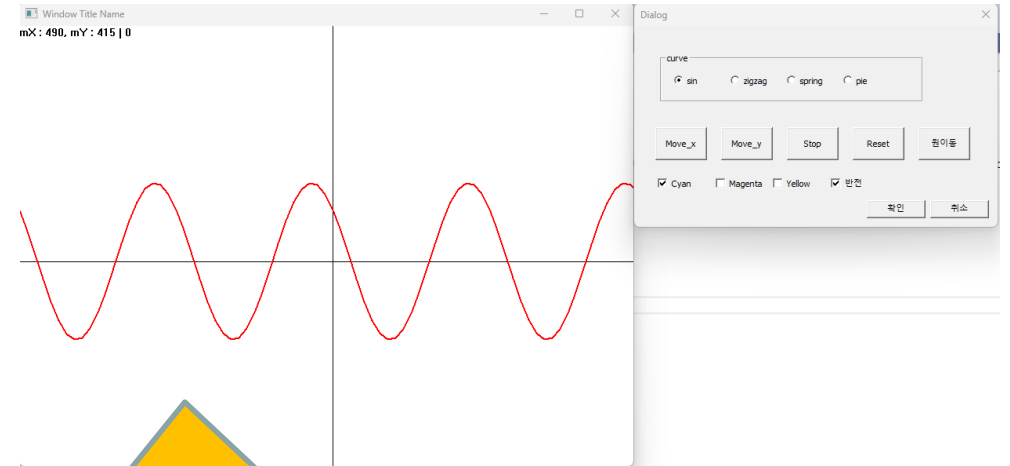 Window Title Name
mX : 490, mY : 415 | 0
Dialog
curve
sin zigzag spring pie
Move_x Move_y Stop Reset 원이동
Cyan Magenta Yellow 반전
확인 취소